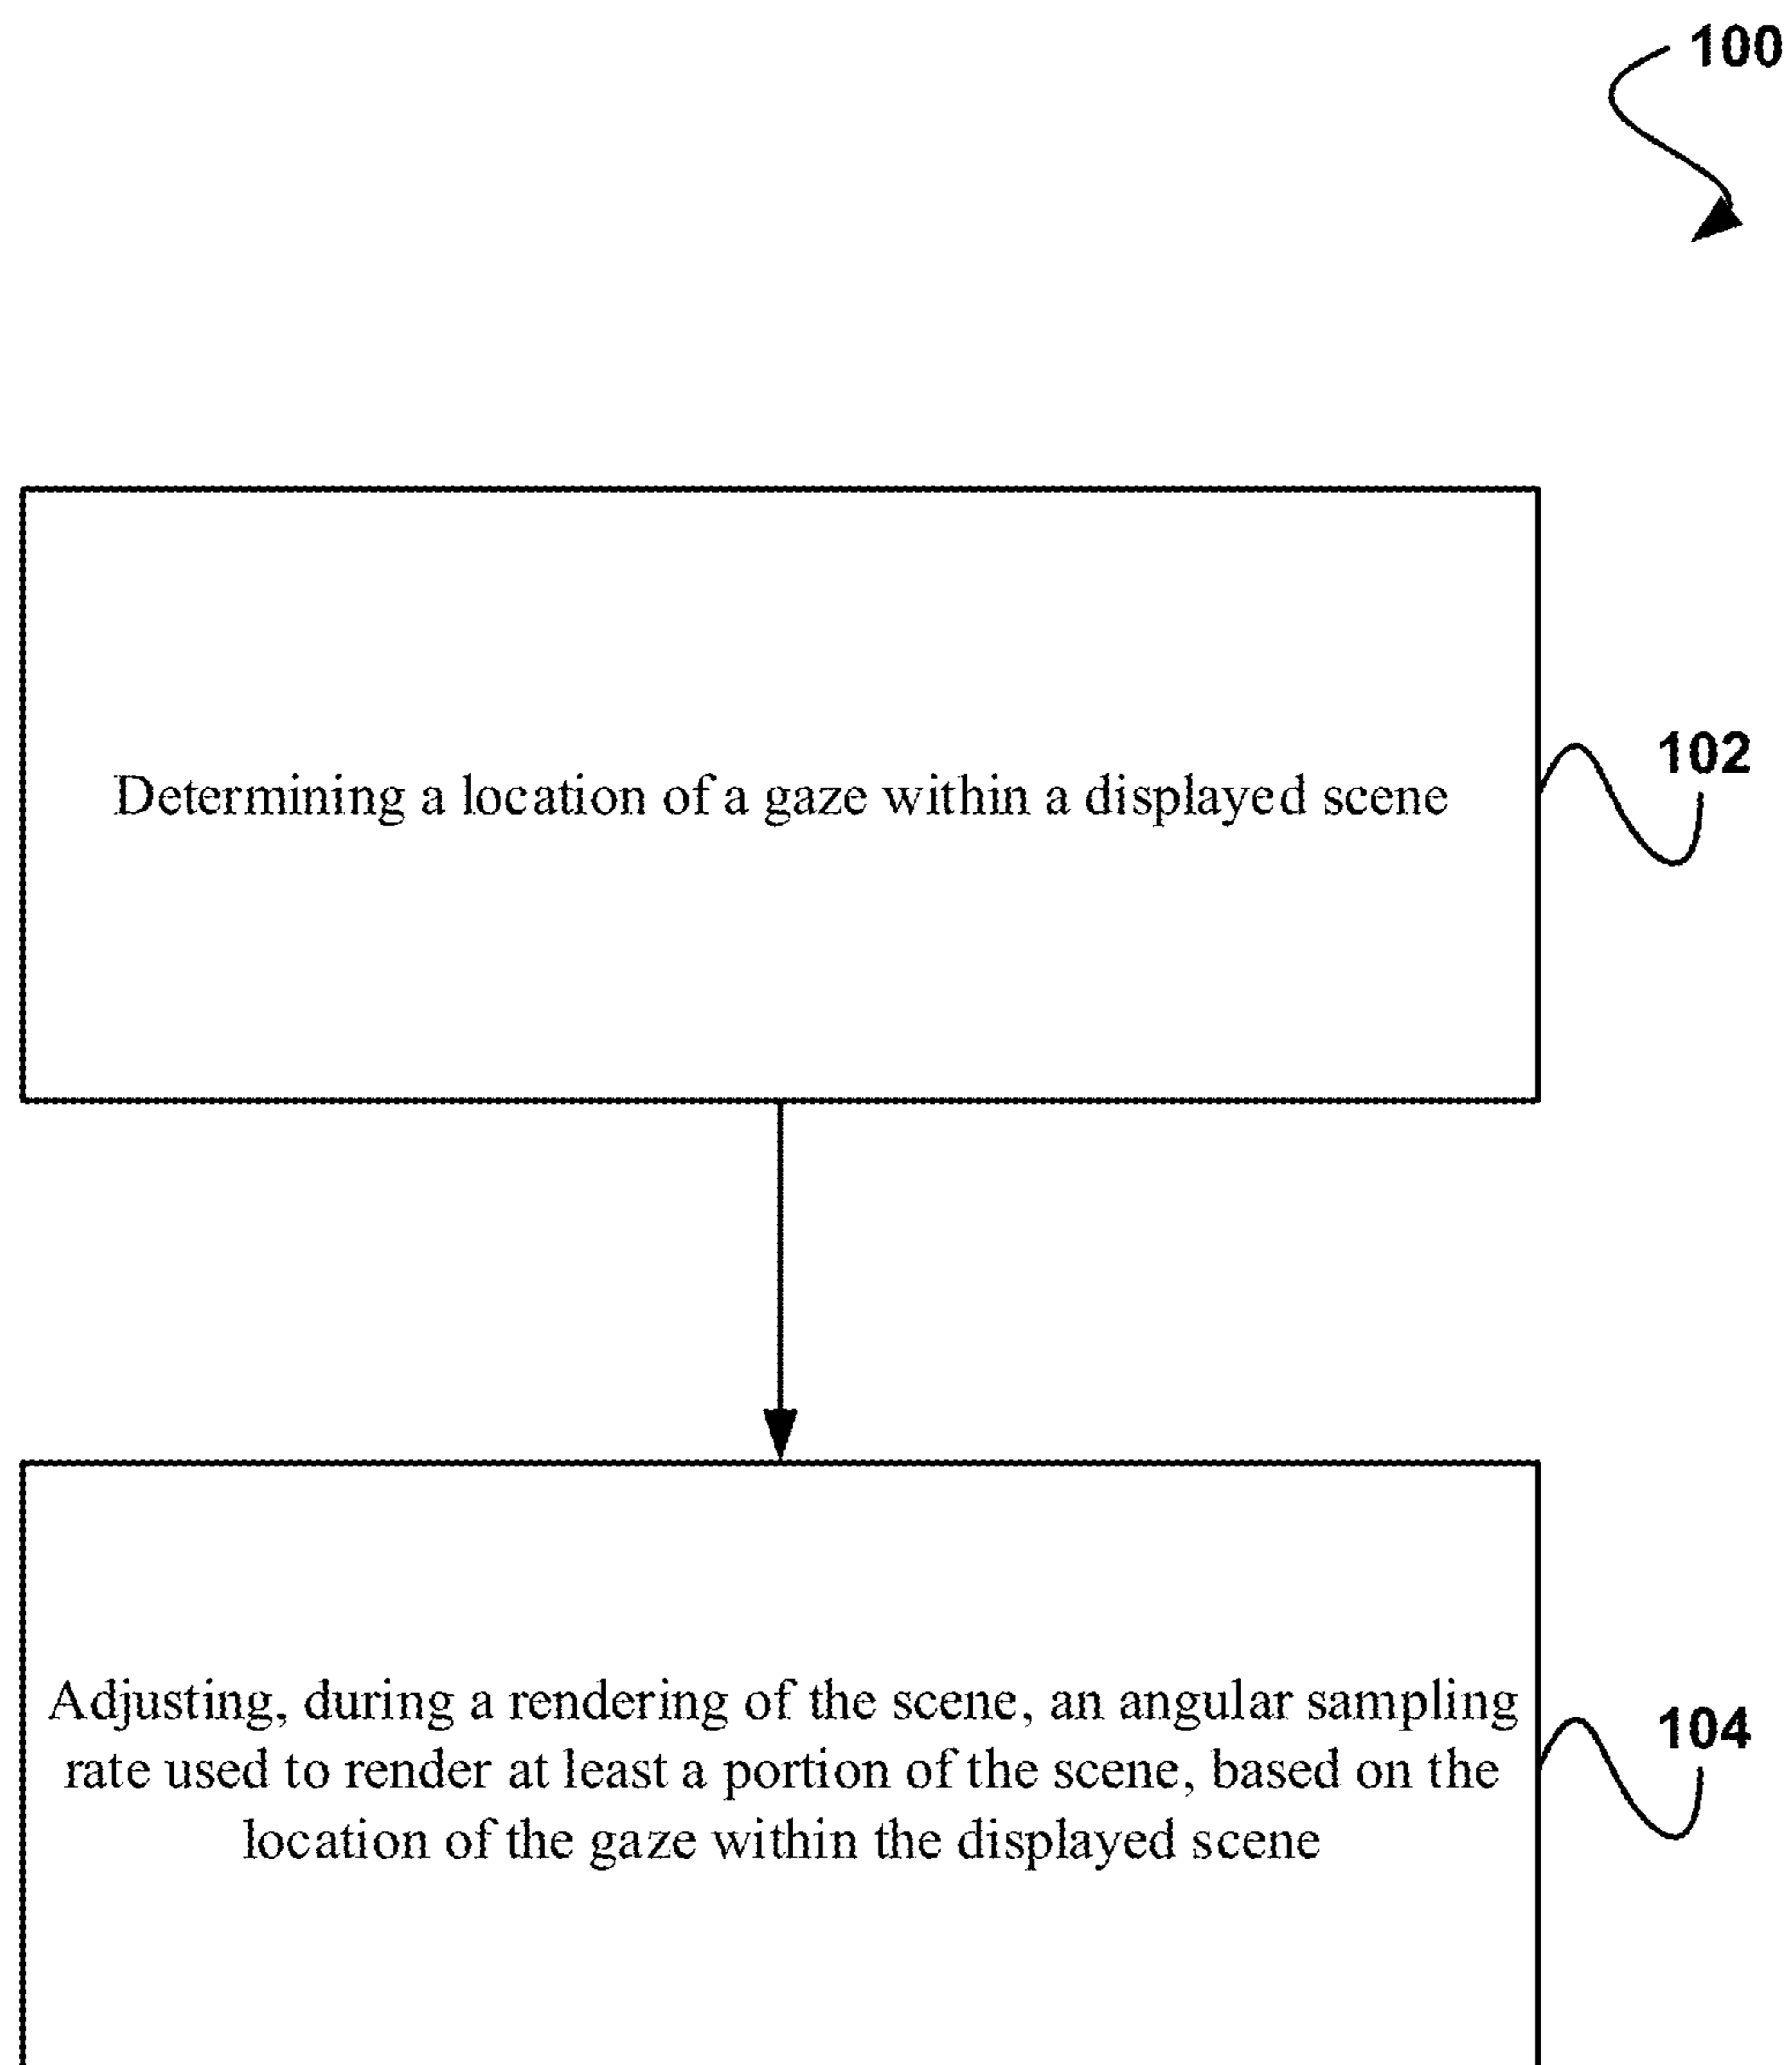 100
Determining a location of a gaze within a displayed scene
102
Adjusting, during a rendering of the scene, an angular sampling
rate used to render at least a portion of the scene, based on the
location of the gaze within the displayed scene
104